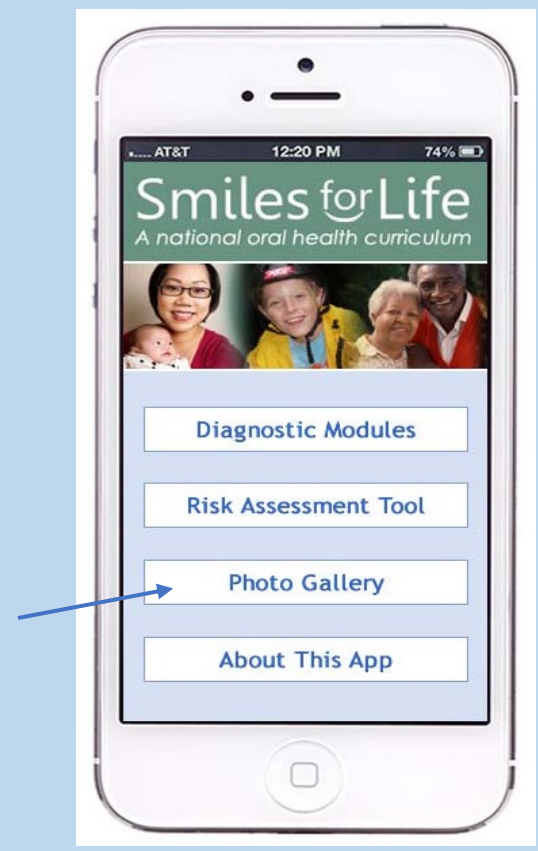 AT&T 12:20 PM 74%
Smiles for Life
A national oral health curriculum
Diagnostic Modules
Risk Assessment Tool
Photo Gallery
About This App